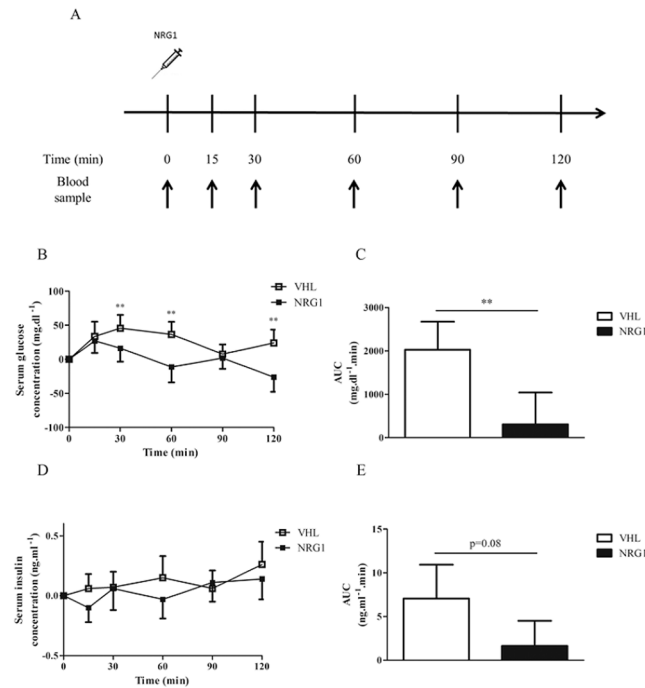 A
NRG1
Time (min) 0 15 30 60 90 120
Blood
sample
B
Serum glucose
concentration (mg.dl⁻¹)
100
50
0
-50
-100
** ** **
VHL
NRG1
0 30 60 90 120
Time (min)
C
AUC
(mg.dl⁻¹.min)
3000
2000
1000
0
**
VHL
NRG1
D
Serum insulin
concentration (ng.ml⁻¹)
0.5
0.0
-0.5
VHL
NRG1
0 30 60 90 120
Time (min)
E
AUC
(ng.ml⁻¹.min)
15
10
5
0
p=0.08
VHL
NRG1